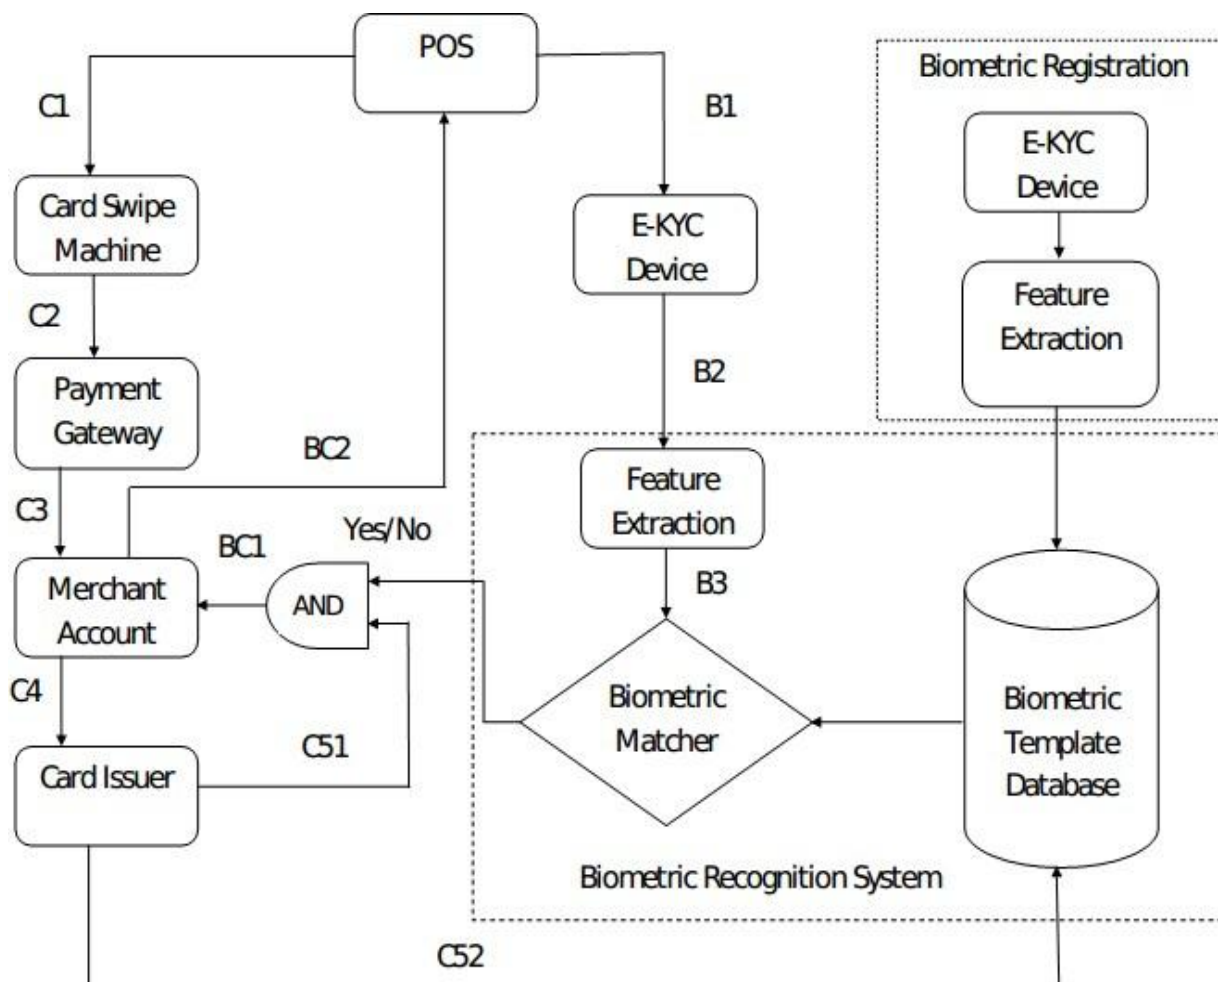 POS
Biometric Registration
C1
B1
E-KYC
Device
Card Swipe
Machine
E-KYC
Device
C2
Feature
Extraction
Payment
Gateway
B2
BC2
C3
Feature
Extraction
Yes/No
BC1
B3
Merchant
Account
AND
C4
Biometric
Matcher
Biometric
Template
Database
C51
Card Issuer
Biometric Recognition System
C52